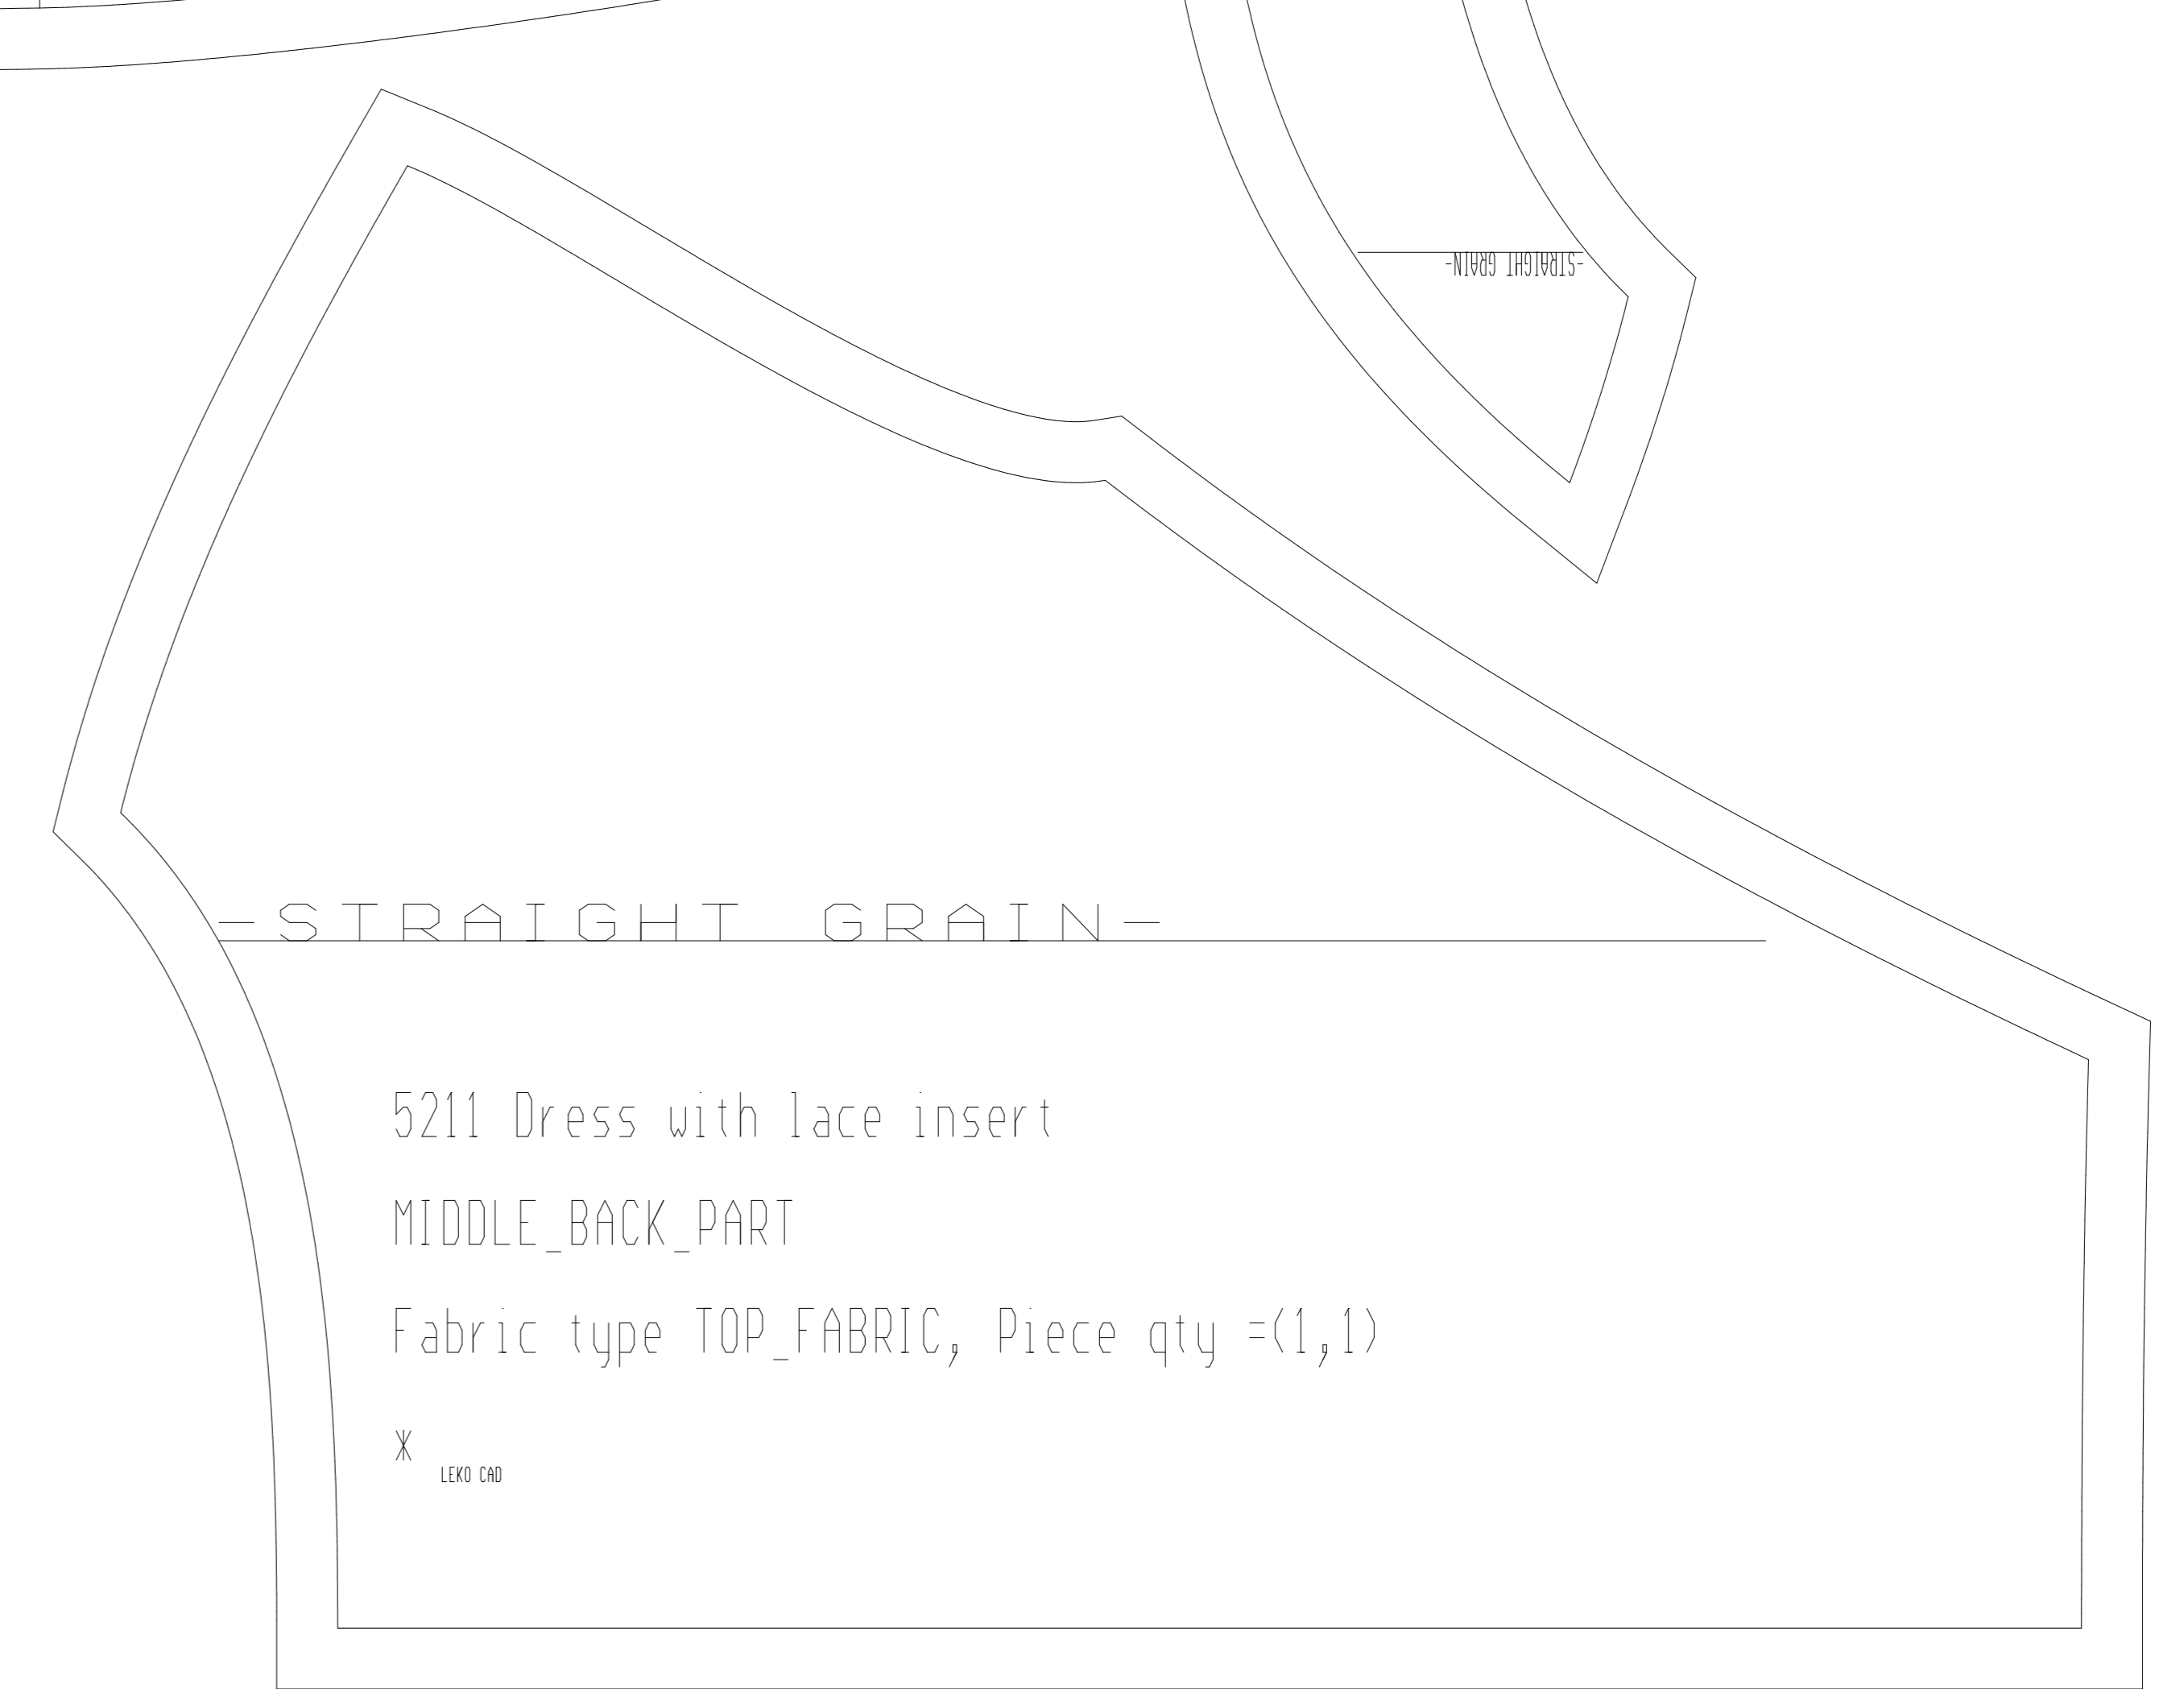 -STRAIGHT GRAIN-
-STRAIGHT GRAIN-
5211 Dress with lace insert
MIDDLE_BACK_PART
Fabric type TOP_FABRIC, Piece qty =(1,1)
*
LEKO CAD